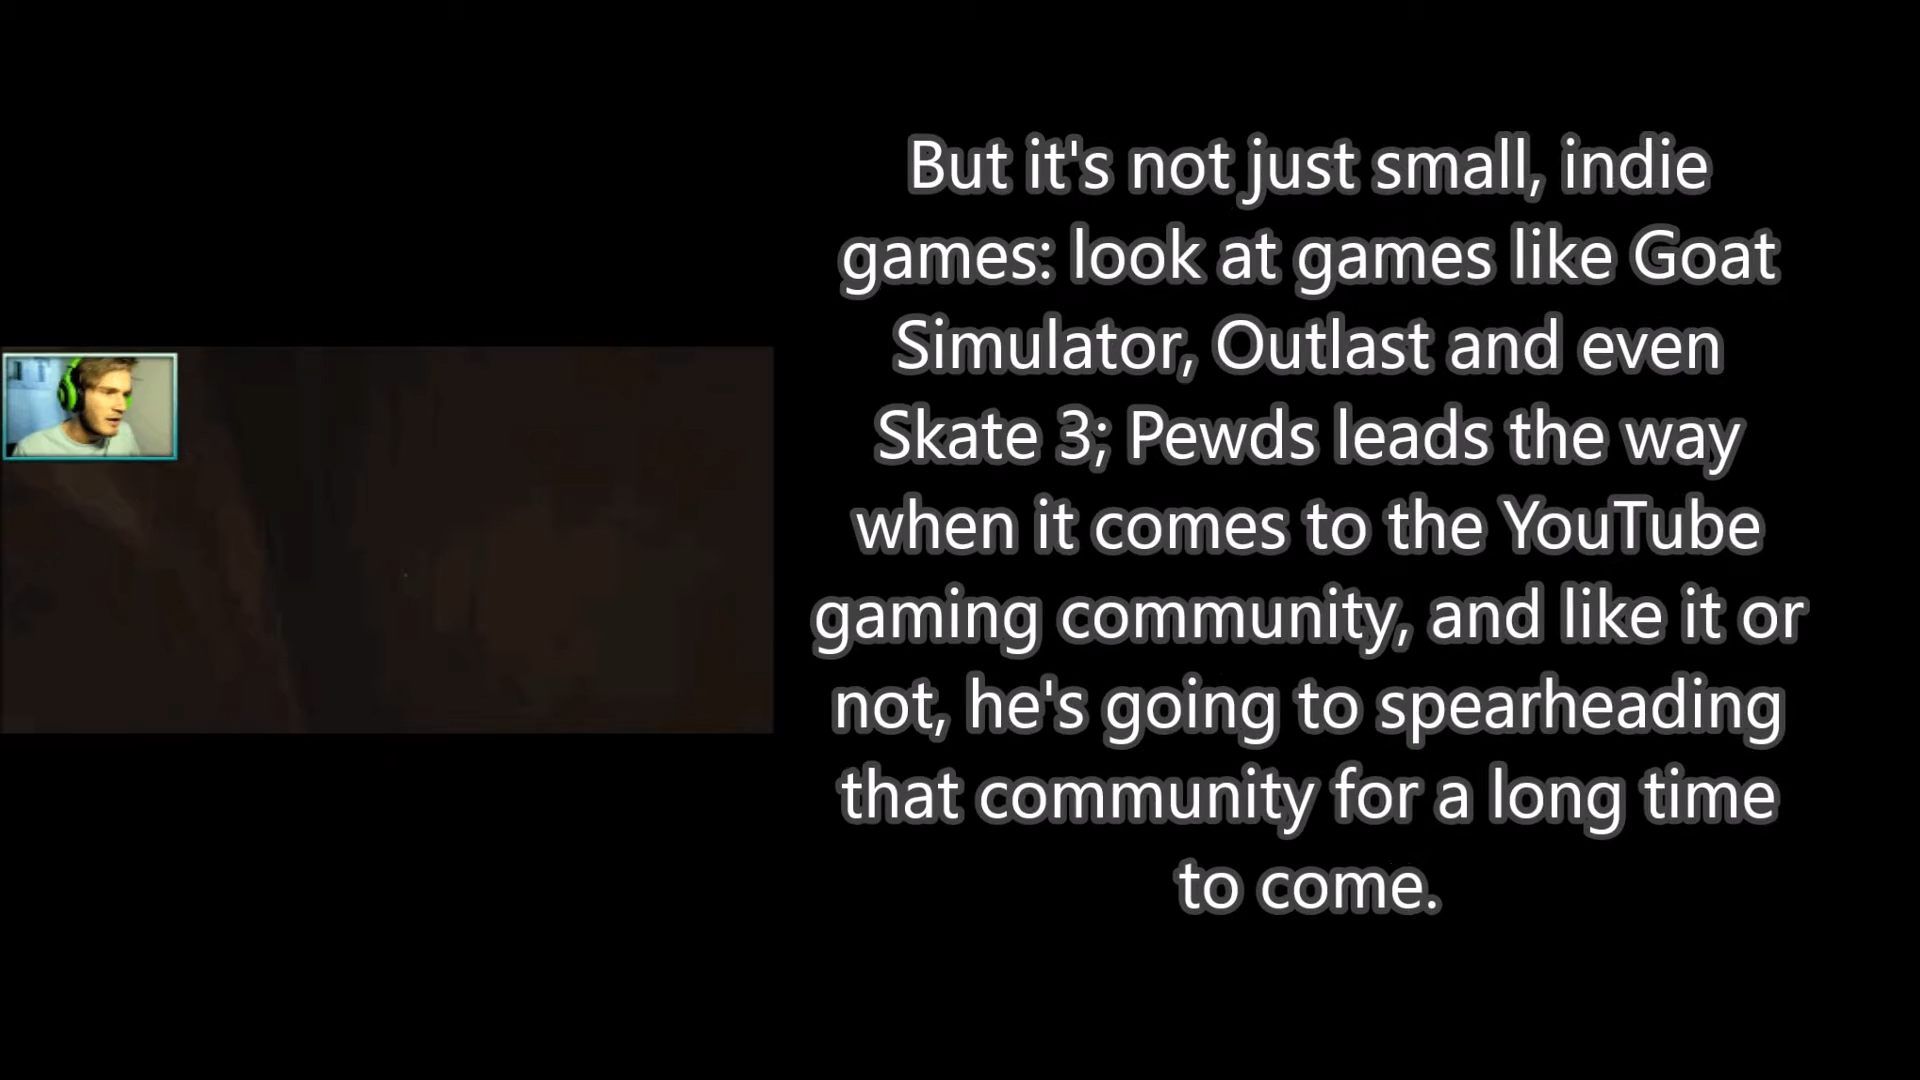 But it's not just small, indie
games: look at games like Goat
Simulator, Outlast and even
Skate 3; Pewds leads the way
when it comes to the YouTube
gaming community, and like it or
not, he's going to spearheading
that community for a long time
to come.